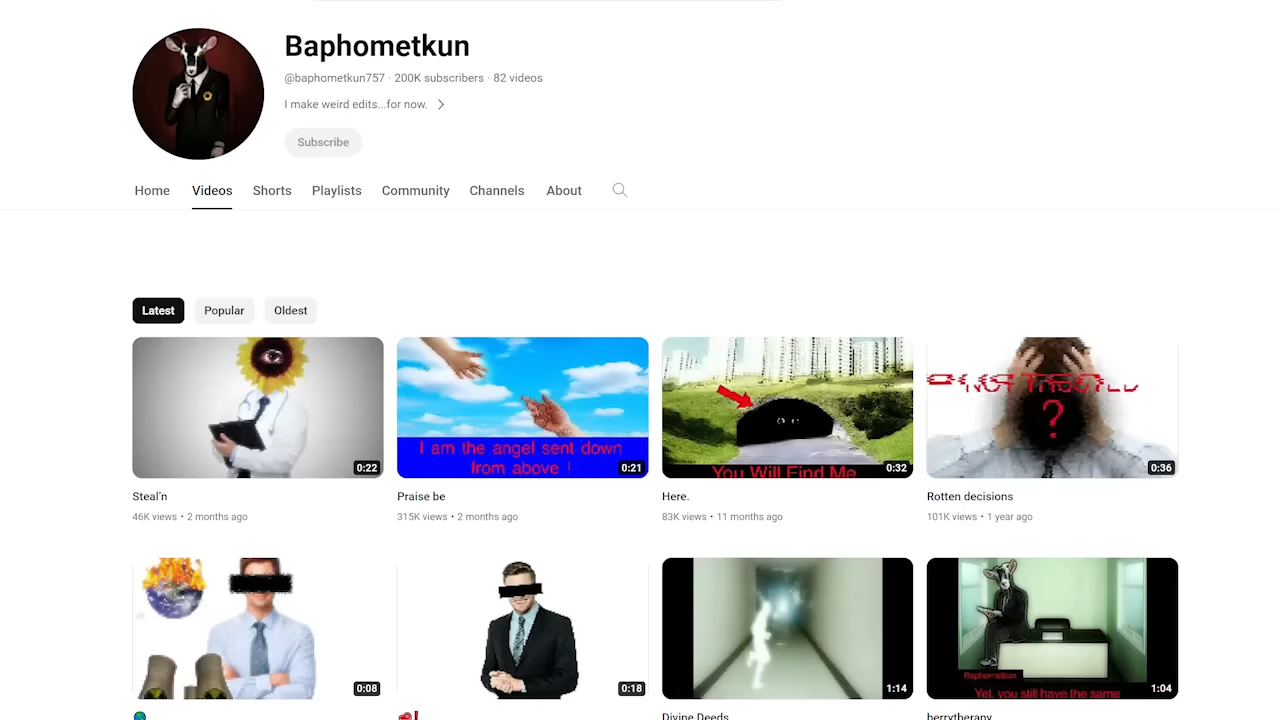 Baphometkun
@baphometkun757 · 200K subscribers · 82 videos
I make weird edits...for now.
Subscribe
Home Videos Shorts Playlists Community Channels About
Latest Popular Oldest
I am the angel sent down
from above !
You Will Find Me
?
0:22 0:21 0:32 0:36
Steal'n Praise be Here. Rotten decisions
46K views • 2 months ago 315K views • 2 months ago 83K views • 11 months ago 101K views • 1 year ago
Baphometkun
Yet, you still have the same
0:08 0:18 1:14 1:04
Divine Deeds berrytherapy